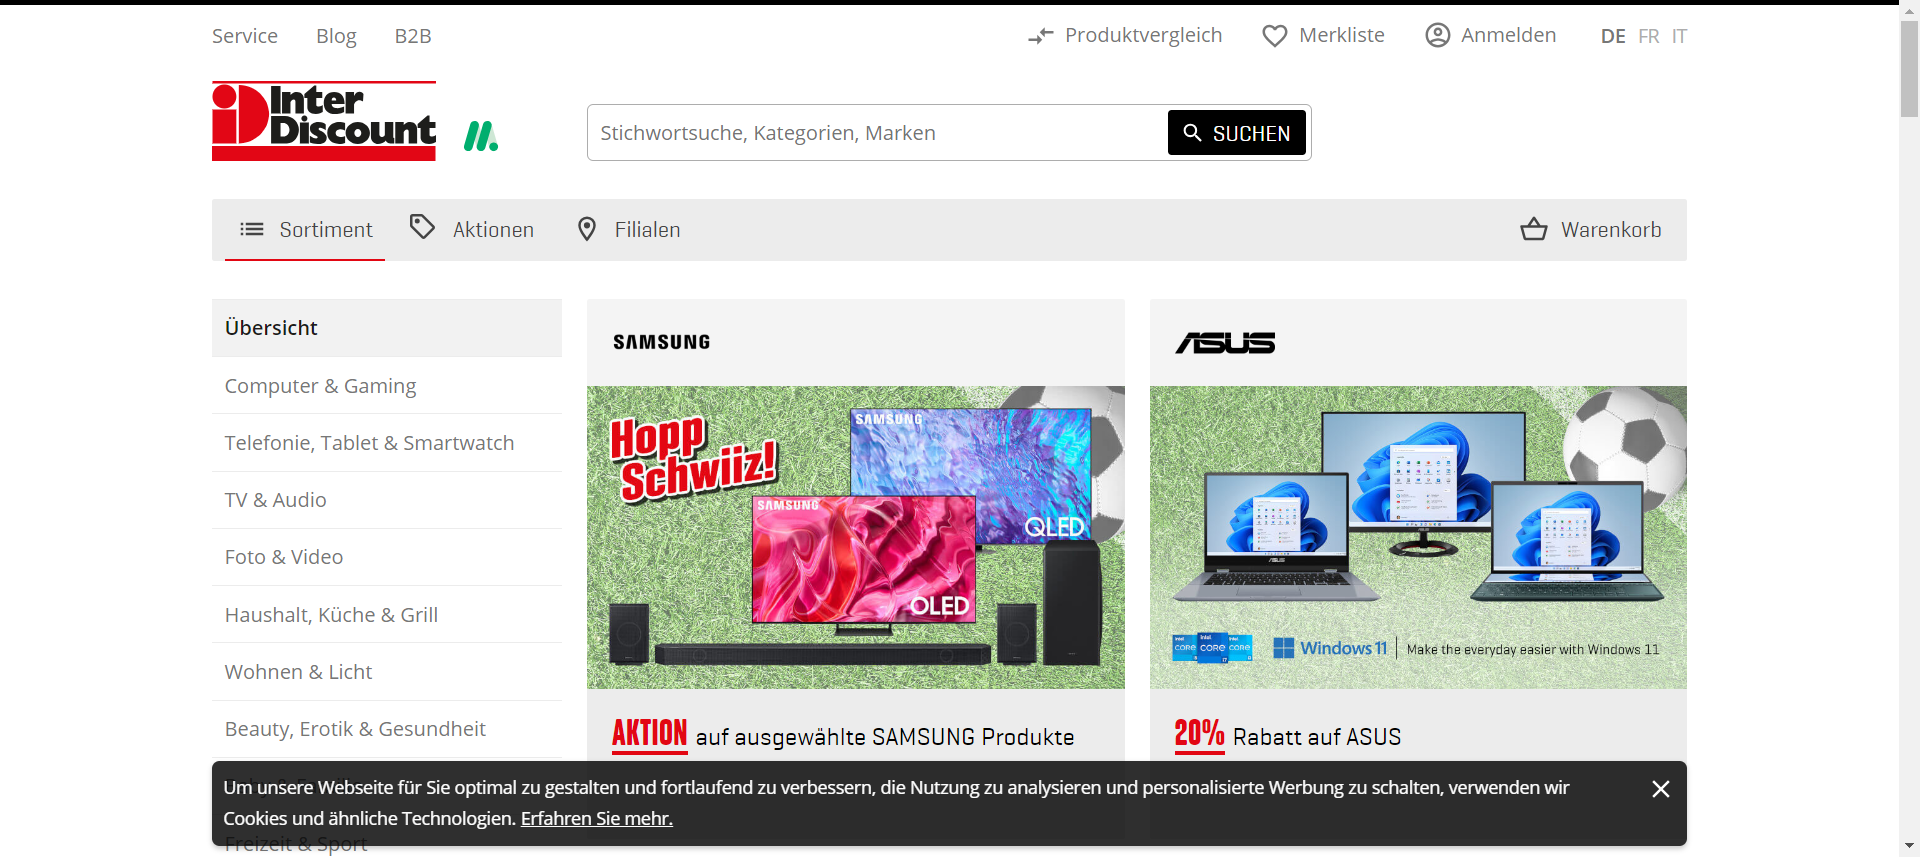 Service Blog B2B Produktvergleich Merkliste Anmelden DE FR IT
Inter
Discount
Stichwortsuche, Kategorien, Marken SUCHEN
Sortiment Aktionen Filialen Warenkorb
Übersicht
Computer & Gaming
Telefonie, Tablet & Smartwatch
TV & Audio
Foto & Video
Haushalt, Küche & Grill
Wohnen & Licht
Beauty, Erotik & Gesundheit
Freizeit & Sport
SAMSUNG
Hopp
Schwiiz!
SAMSUNG
QLED
SAMSUNG
OLED
AKTION auf ausgewählte SAMSUNG Produkte
ASUS
ASUS
ASUS
intel CORE i5 intel CORE i7 intel CORE
Windows 11 | Make the everyday easier with Windows 11
20% Rabatt auf ASUS
Um unsere Webseite für Sie optimal zu gestalten und fortlaufend zu verbessern, die Nutzung zu analysieren und personalisierte Werbung zu schalten, verwenden wir
Cookies und ähnliche Technologien. Erfahren Sie mehr.